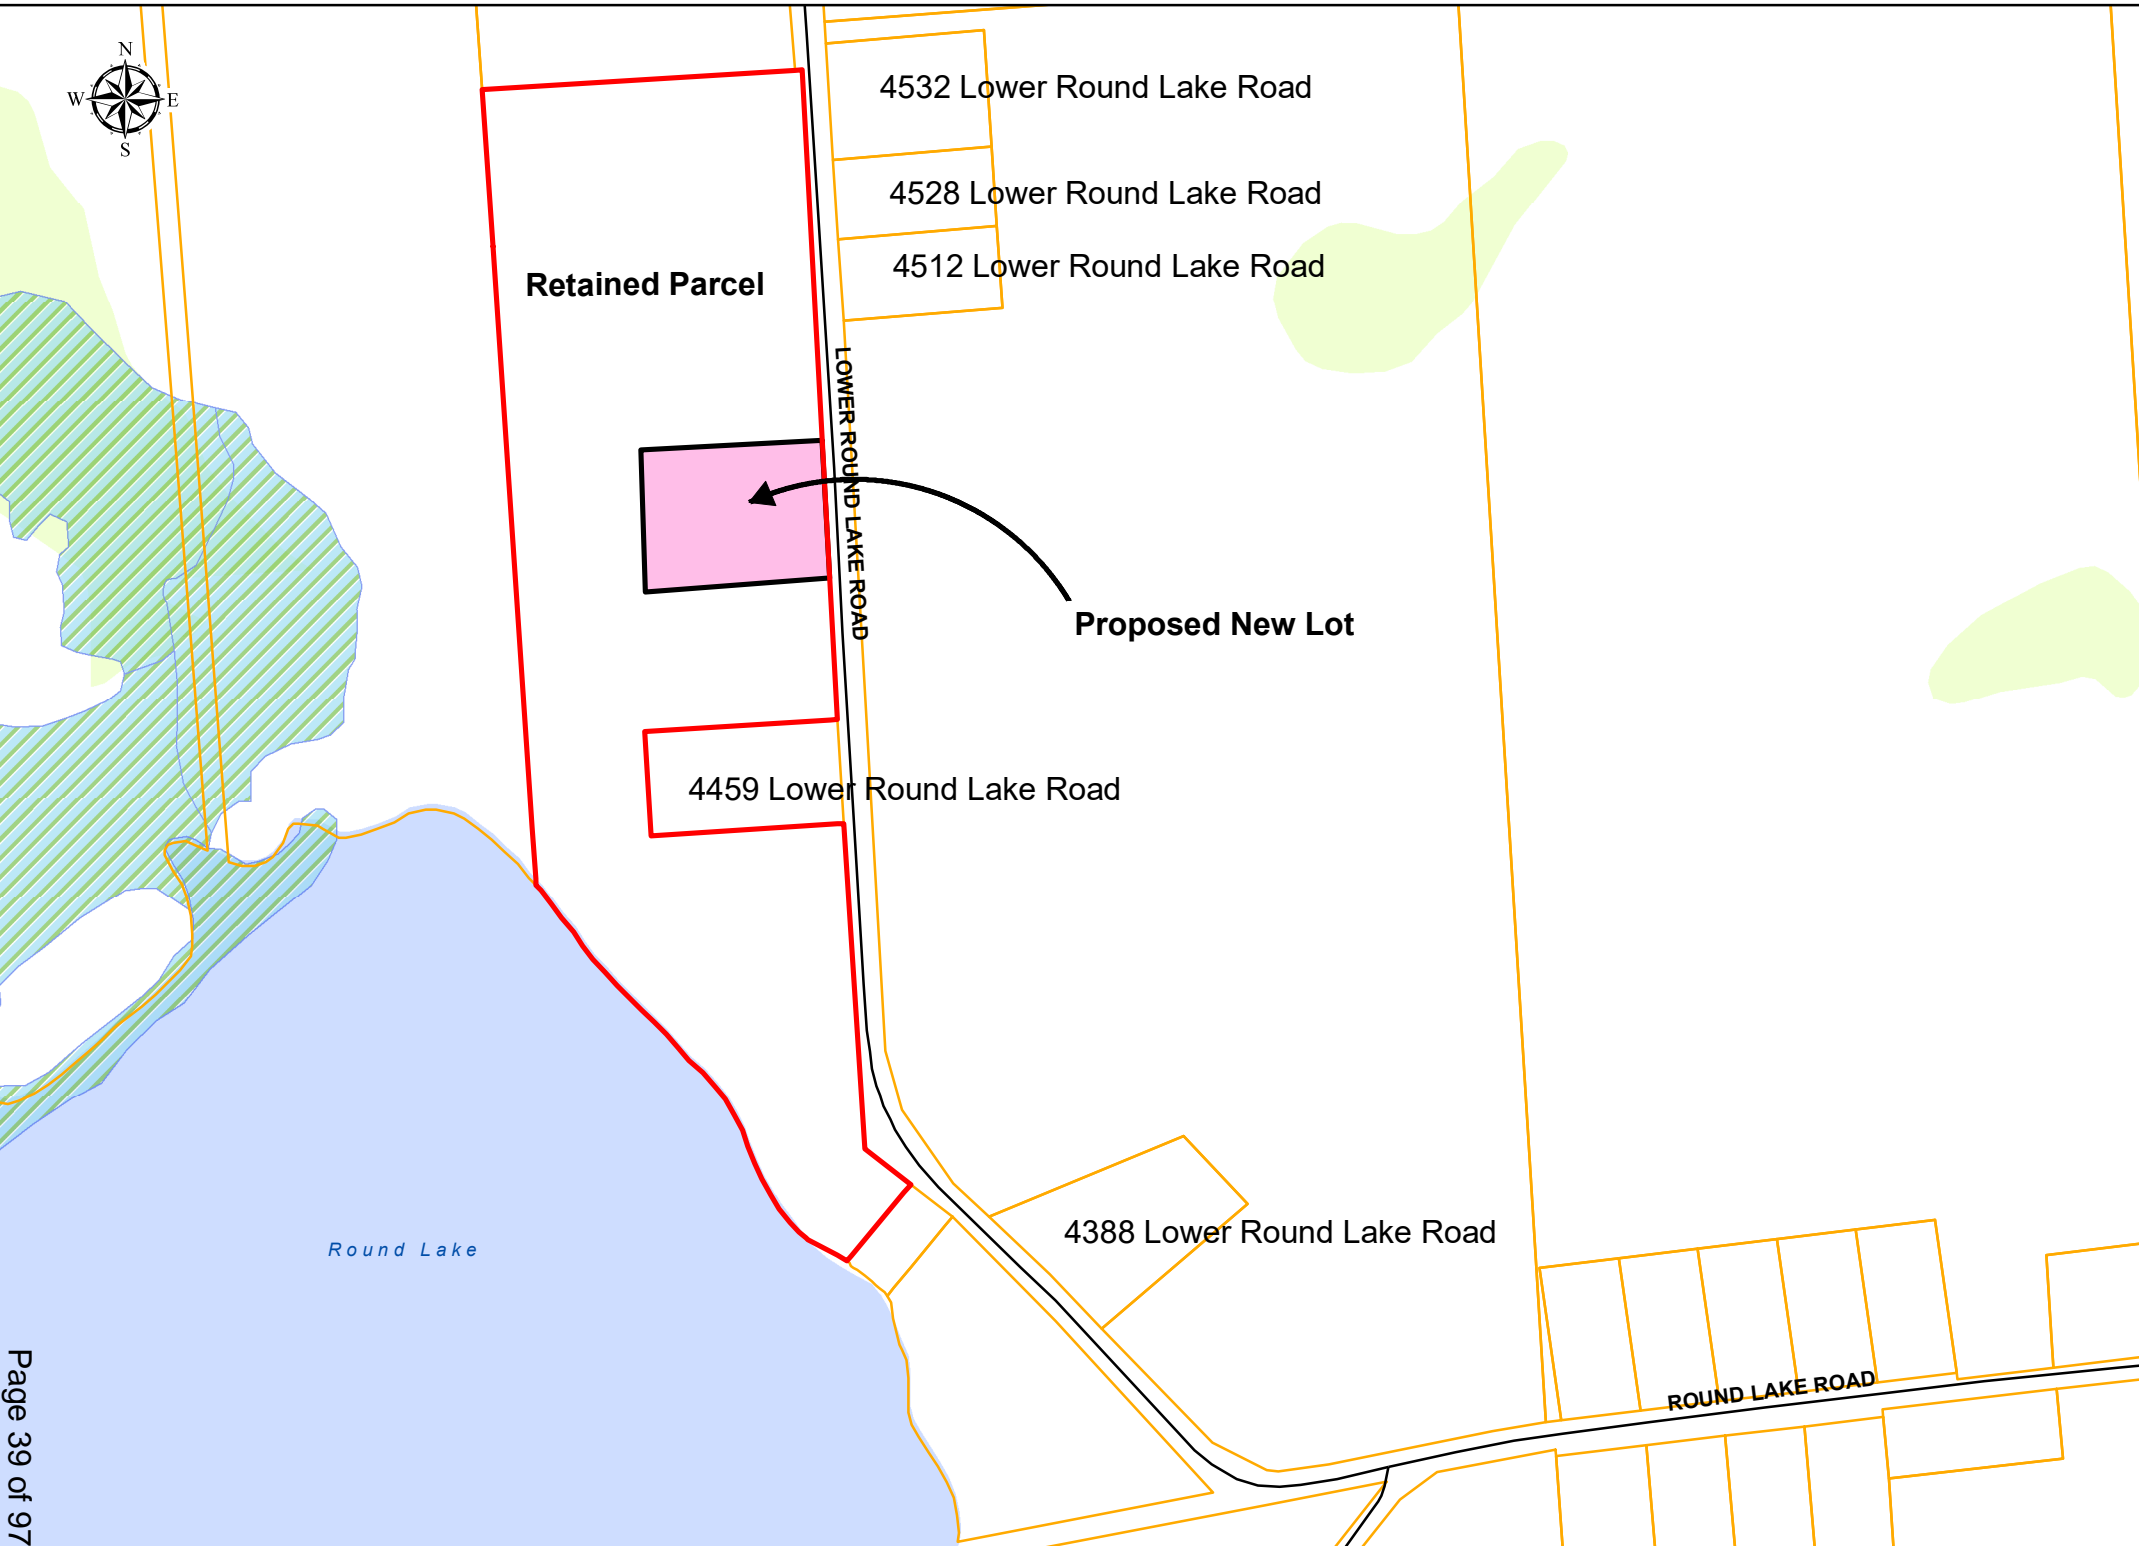 N
W E
S
4532 Lower Round Lake Road
4528 Lower Round Lake Road
4512 Lower Round Lake Road
Retained Parcel
LOWER ROUND LAKE ROAD
Proposed New Lot
4459 Lower Round Lake Road
4388 Lower Round Lake Road
Round Lake
ROUND LAKE ROAD
Page 39 of 97